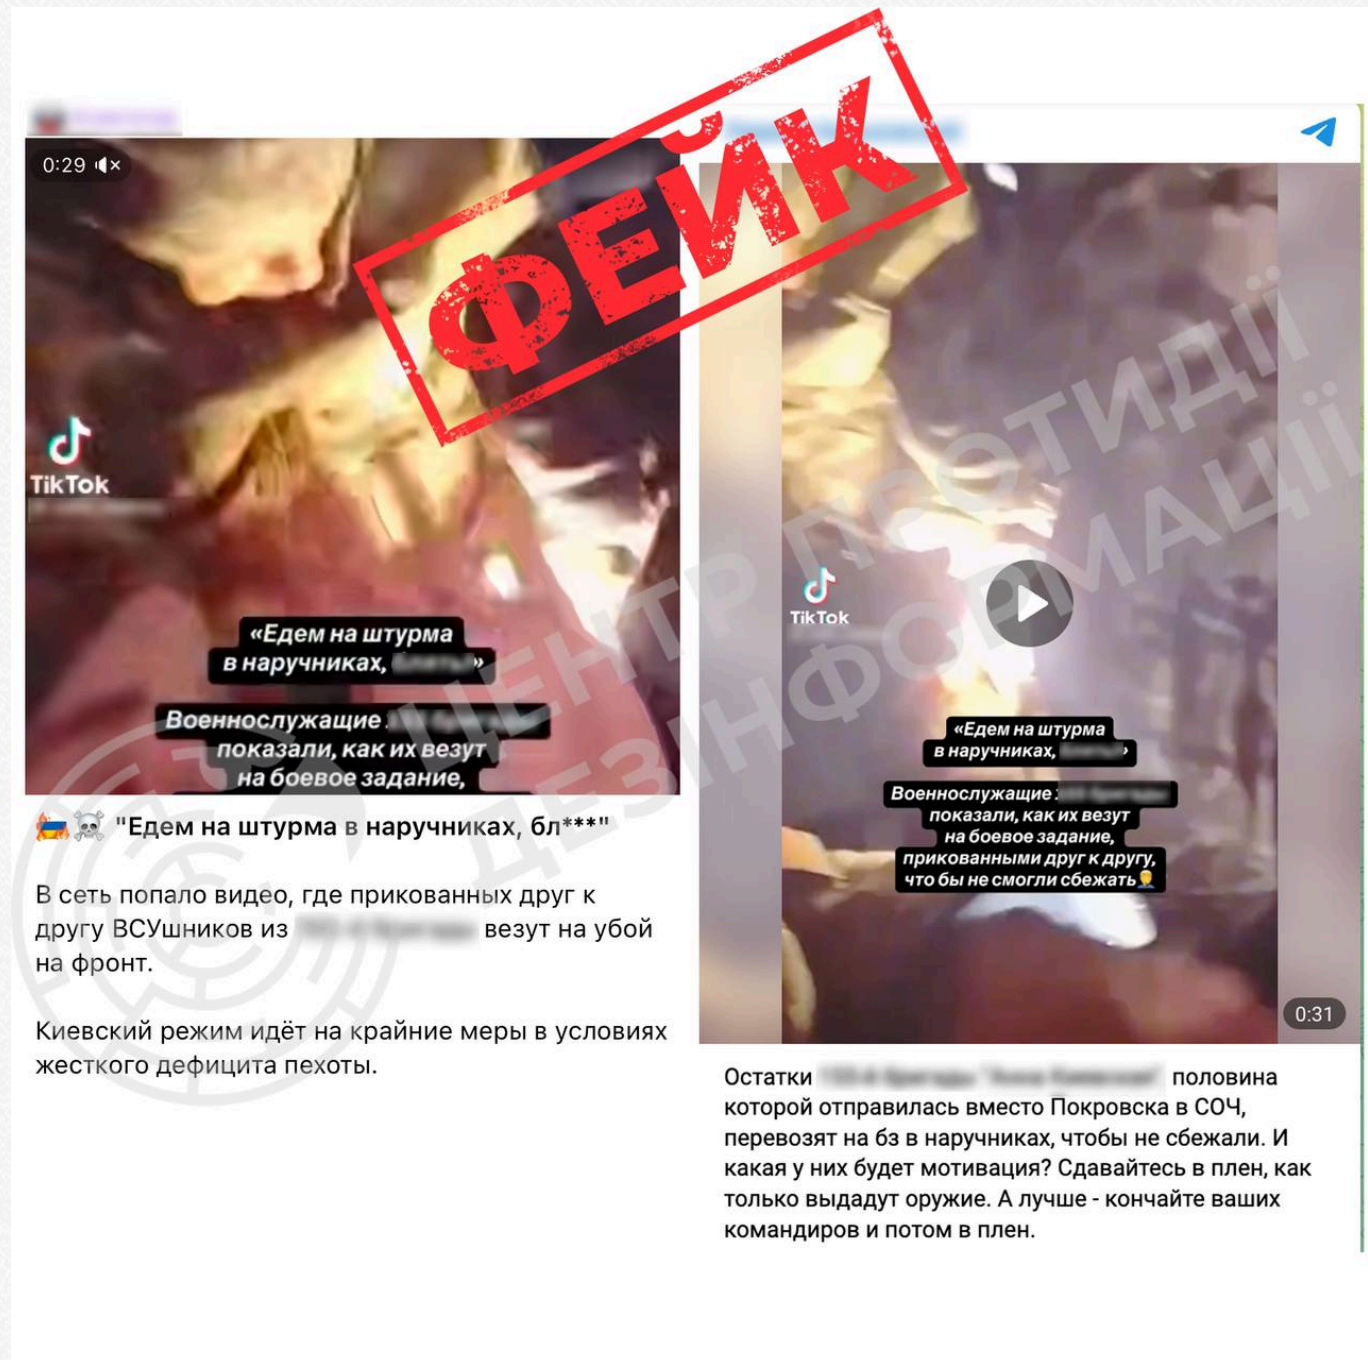 ФЕЙК
0:29
TikTok
«Едем на штурма
в наручниках, »
Военнослужащие
показали, как их везут
на боевое задание,
"Едем на штурма в наручниках, бл***"
В сеть попало видео, где прикованных друг к
другу ВСУшников из везут на убой
на фронт.
Киевский режим идёт на крайние меры в условиях
жесткого дефицита пехоты.
TikTok
«Едем на штурма
в наручниках, »
Военнослужащие
показали, как их везут
на боевое задание,
прикованными друг к другу,
что бы не смогли сбежать
0:31
Остатки половина
которой отправилась вместо Покровска в СОЧ,
перевозят на бз в наручниках, чтобы не сбежали. И
какая у них будет мотивация? Сдавайтесь в плен, как
только выдадут оружие. А лучше - кончайте ваших
командиров и потом в плен.
ЦЕНТР ПРОТИДІЇ
ДЕЗІНФОРМАЦІЇ